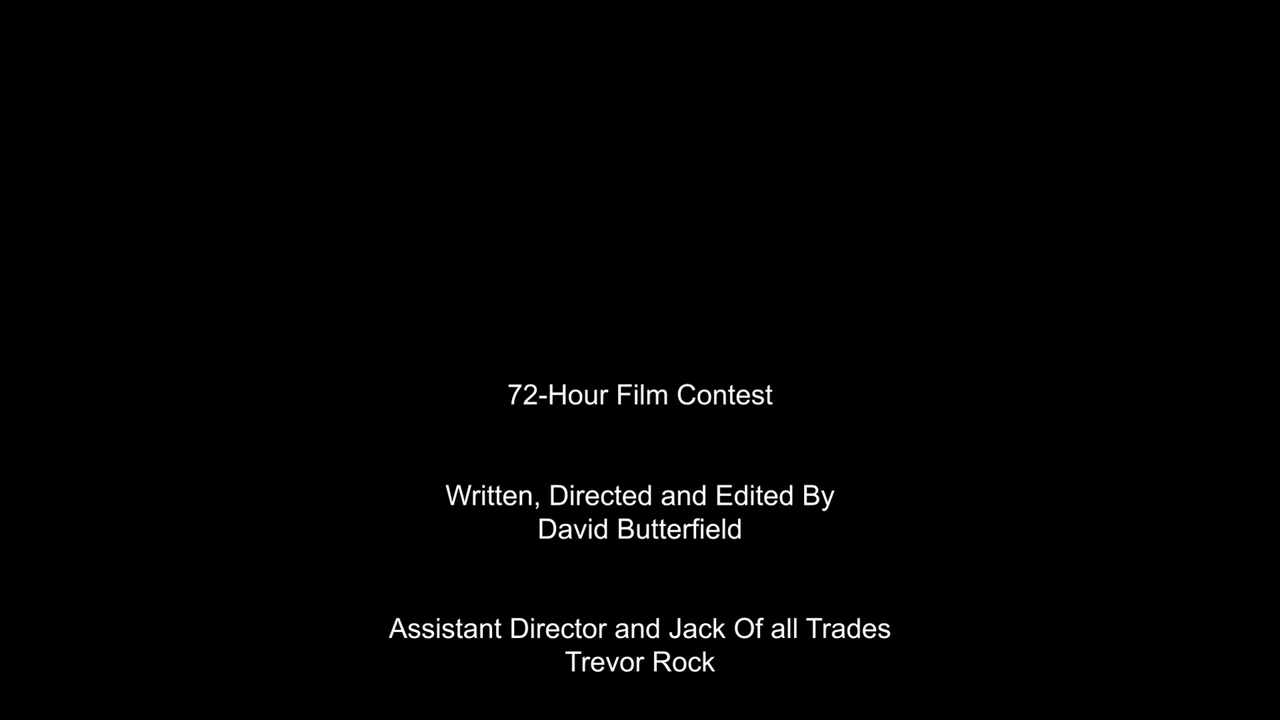 72-Hour Film Contest
Written, Directed and Edited By
David Butterfield
Assistant Director and Jack Of all Trades
Trevor Rock